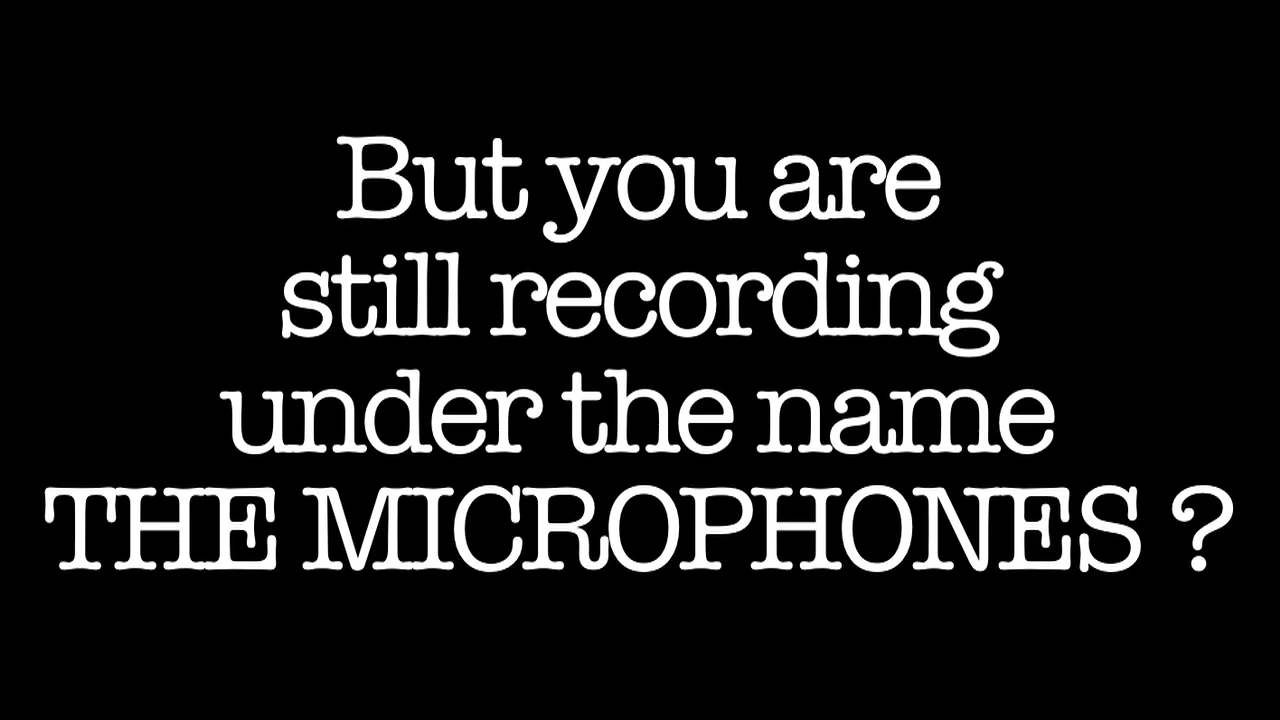 But you are
still recording
under the name
THE MICROPHONES ?